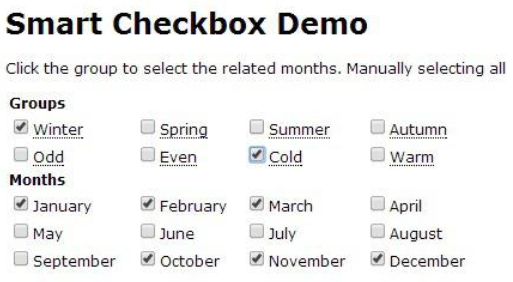 Smart Checkbox Demo
Click the group to select the related months. Manually selecting all
Groups
Winter Spring Summer Autumn
Odd Even Cold Warm
Months
January February March April
May June July August
September October November December